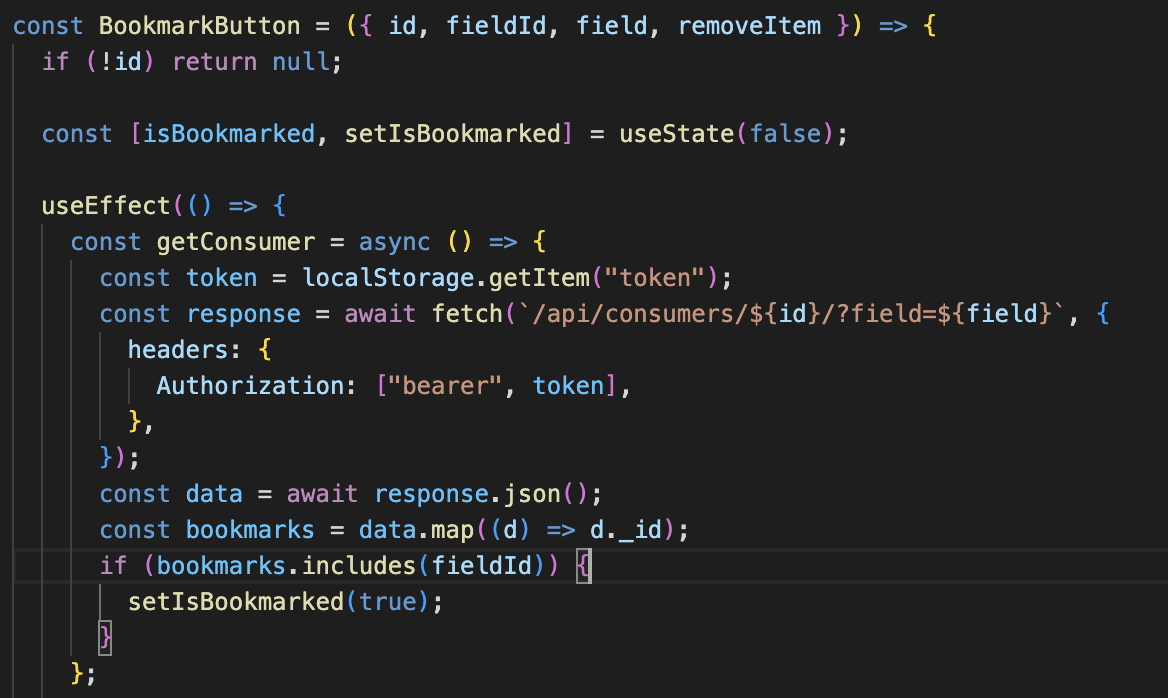 const BookmarkButton = ({ id, fieldId, field, removeItem }) => {
  if (!id) return null;

  const [isBookmarked, setIsBookmarked] = useState(false);

  useEffect(() => {
    const getConsumer = async () => {
      const token = localStorage.getItem("token");
      const response = await fetch(`/api/consumers/${id}/?field=${field}`, {
        headers: {
          Authorization: ["bearer", token],
        },
      });
      const data = await response.json();
      const bookmarks = data.map((d) => d._id);
      if (bookmarks.includes(fieldId)) {
        setIsBookmarked(true);
      }
    };